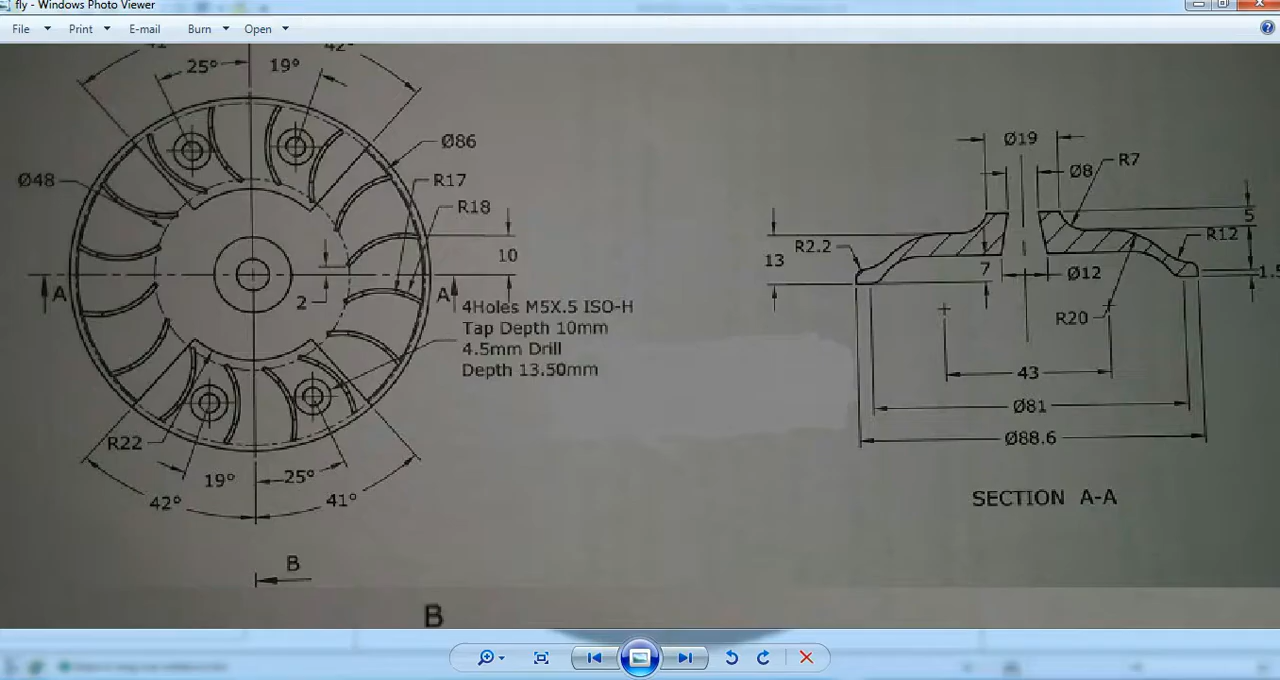 fly - Windows Photo Viewer
File Print E-mail Burn Open
25° 19°
Ø86
Ø48
R17
R18
10
2
A A
4Holes M5X.5 ISO-H
Tap Depth 10mm
4.5mm Drill
Depth 13.50mm
R22
19° 25°
42° 41°
B
B
Ø19
R7
Ø8
5
R12
R2.2
13
7
Ø12
1.5
R20
43
Ø81
Ø88.6
SECTION A-A